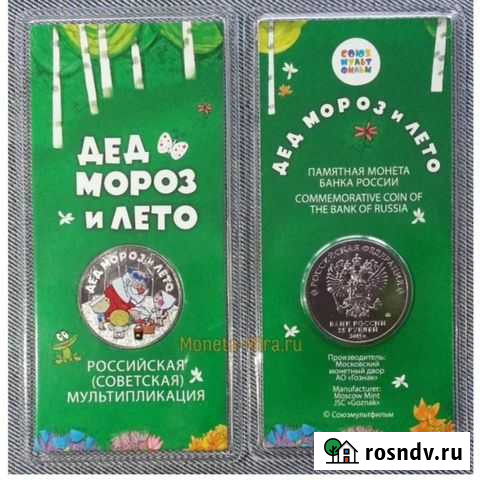 ДЕД
МОРОЗ
и ЛЕТО
ДЕД МОРОЗ И ЛЕТО
Moneta-mira.ru
РОССИЙСКАЯ
(СОВЕТСКАЯ)
МУЛЬТИПЛИКАЦИЯ
СОЮЗ
МУЛЬТ
ФИЛЬМ
ДЕД МОРОЗ и ЛЕТО
ПАМЯТНАЯ МОНЕТА
БАНКА РОССИИ
COMMEMORATIVE COIN OF
THE BANK OF RUSSIA
РОССИЙСКАЯ ФЕДЕРАЦИЯ
БАНК РОССИИ
25 РУБЛЕЙ
Производитель:
Московский
монетный двор
АО «Гознак»
Manufacturer:
Moscow Mint
JSC «Goznak»
© Союзмультфильм
rosndv.ru